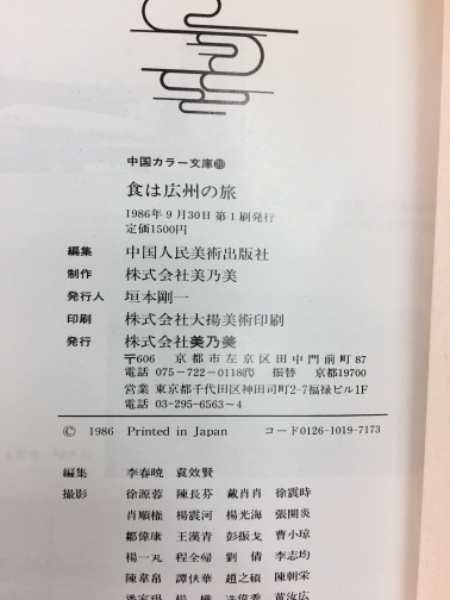 中国カラー文庫⑳
食は広州の旅
1986年9月30日 第1刷発行
定価1500円
編集 中国人民美術出版社
制作 株式会社美乃美
発行人 垣本剛一
印刷 株式会社大揚美術印刷
発行 株式会社美乃美
〒606 京都市左京区田中門前町87
電話 075-722-0118代 振替 京都19700
営業 東京都千代田区神田司町2-7福禄ビル1F
電話 03-295-6563~4
© 1986 Printed in Japan コード0126-1019-7173
編集 李春暁 袁效賢
撮影 徐源蓉 陳長芬 戴肖肖 徐震時
肖順権 楊震河 楊光海 張開炎
鄒偉康 王漢青 彭振戈 曹小琼
楊一丸 程全帰 劉倩 李志均
陳韋帛 譚侠華 趙之碩 陳朝栄
黄汝広